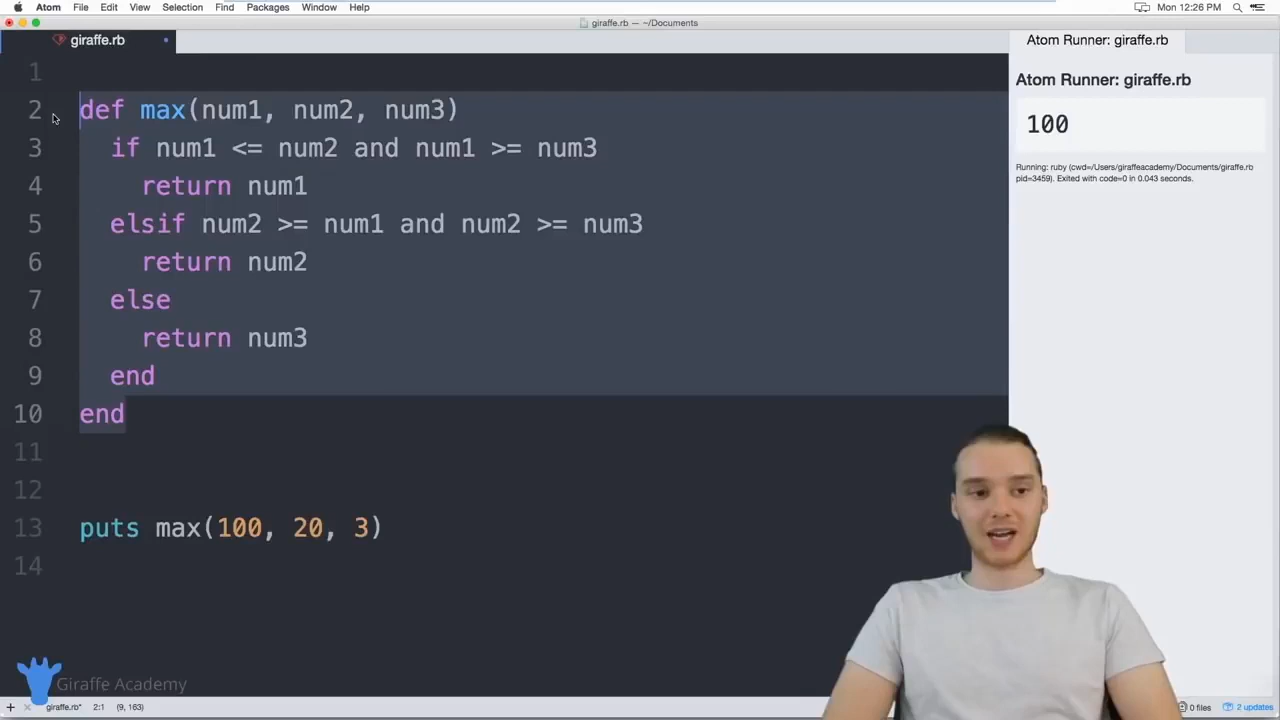 Atom File Edit View Selection Find Packages Window Help
Mon 12:26 PM
giraffe.rb — ~/Documents
giraffe.rb
Atom Runner: giraffe.rb
1
2 def max(num1, num2, num3)
3 if num1 <= num2 and num1 >= num3
4 return num1
5 elsif num2 >= num1 and num2 >= num3
6 return num2
7 else
8 return num3
9 end
10 end
11
12
13 puts max(100, 20, 3)
14
Atom Runner: giraffe.rb
100
Running: ruby (cwd=/Users/giraffeacademy/Documents/giraffe.rb
pid=3459). Exited with code=0 in 0.043 seconds.
Giraffe Academy
giraffe.rb* 2:1 (9, 163)
0 files 2 updates